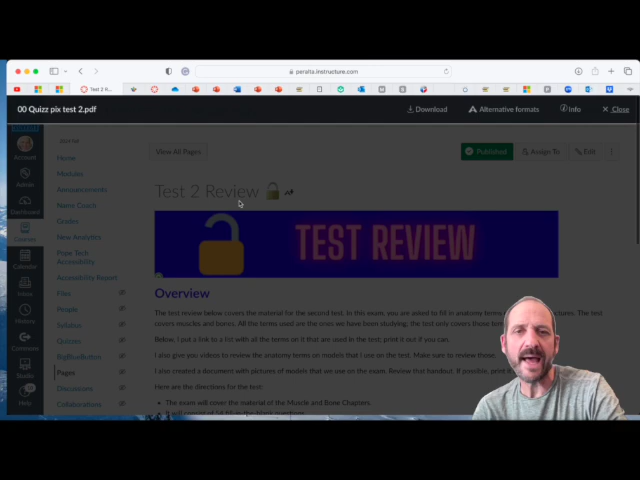 peralta.instructure.com
Test 2 R
00 Quizz pix test 2.pdf
Download
Alternative formats
Info
Close
Account
Admin
Dashboard
Courses
Calendar
Inbox
History
Commons
Studio
Help
Home
Modules
Announcements
Name Coach
Grades
New Analytics
Pope Tech
Accessibility
Accessibility Report
Files
People
Syllabus
Quizzes
BigBlueButton
Pages
Discussions
Collaborations
View All Pages
Published
Assign To
Edit
Test 2 Review
TEST REVIEW
Overview
The test review below covers the material for the second test. In this exam, you are asked to fill in anatomy terms
covers muscles and bones. All the terms used are the ones we have been studying, the test only covers those
Below, I put a link to a list with all the terms on it that are used in the test; print it out if you can.
I also give you videos to review the anatomy terms on models that I use on the test. Make sure to review those.
I also created a document with pictures of models that we use on the exam. Review that handout. If possible, print
Here are the directions for the test:
• The exam will cover the material of the Muscle and Bone Chapters.